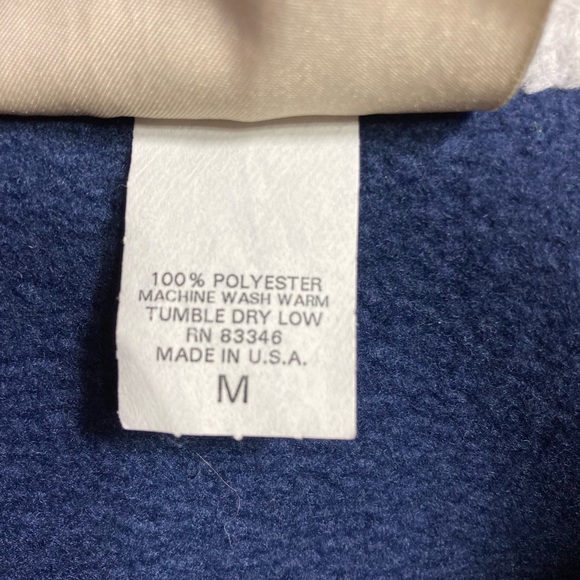 100% POLYESTER
MACHINE WASH WARM
TUMBLE DRY LOW
RN 83346
MADE IN U.S.A.
M